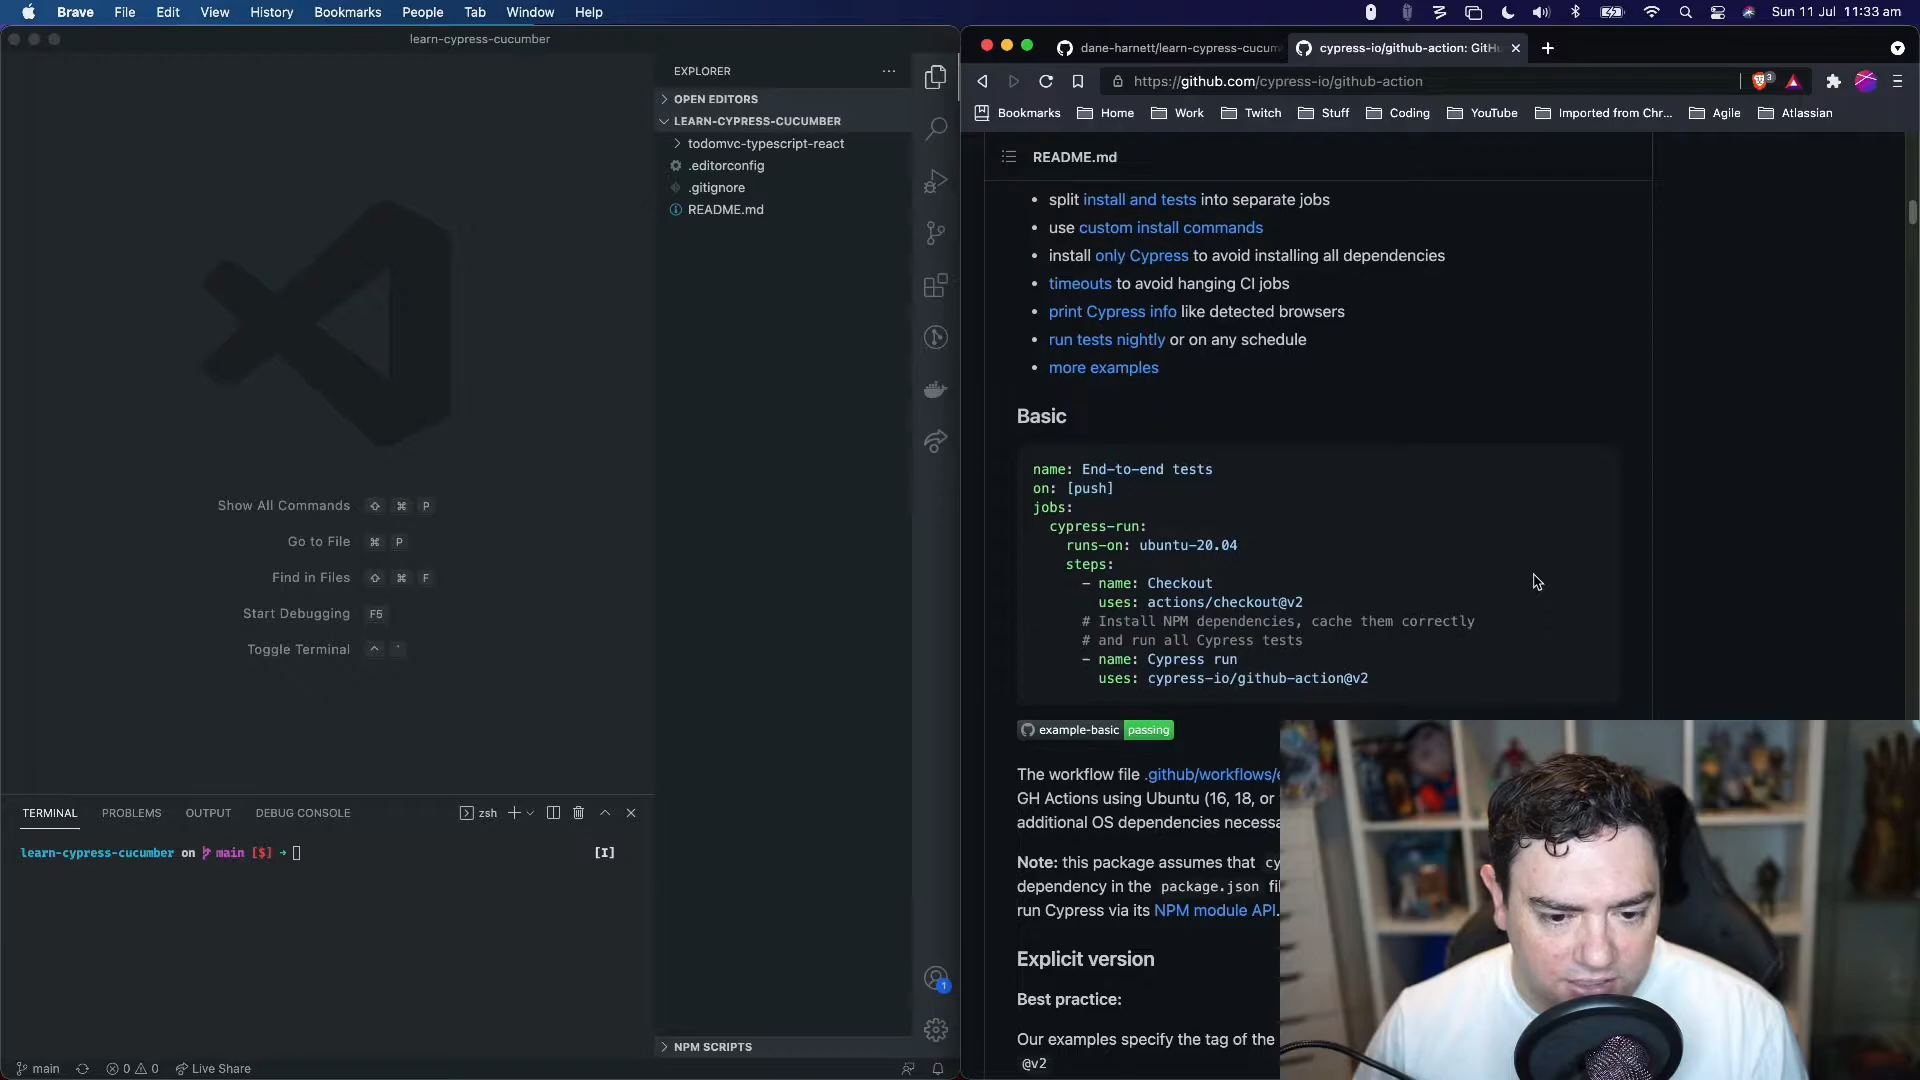 Brave File Edit View History Bookmarks People Tab Window Help
Sun 11 Jul 11:33 am
learn-cypress-cucumber
EXPLORER
OPEN EDITORS
LEARN-CYPRESS-CUCUMBER
todomvc-typescript-react
.editorconfig
.gitignore
README.md
Show All Commands ⇧ ⌘ P
Go to File ⌘ P
Find in Files ⇧ ⌘ F
Start Debugging F5
Toggle Terminal ^ `
TERMINAL PROBLEMS OUTPUT DEBUG CONSOLE
zsh
learn-cypress-cucumber on main [$] → [I]
NPM SCRIPTS
1
main 0 0 Live Share
dane-harnett/learn-cypress-cucum
cypress-io/github-action: GitHu
https://github.com/cypress-io/github-action
3
Bookmarks Home Work Twitch Stuff Coding YouTube Imported from Chr... Agile Atlassian
README.md
• split install and tests into separate jobs
• use custom install commands
• install only Cypress to avoid installing all dependencies
• timeouts to avoid hanging CI jobs
• print Cypress info like detected browsers
• run tests nightly or on any schedule
• more examples
Basic
name: End-to-end tests
on: [push]
jobs:
cypress-run:
runs-on: ubuntu-20.04
steps:
- name: Checkout
uses: actions/checkout@v2
# Install NPM dependencies, cache them correctly
# and run all Cypress tests
- name: Cypress run
uses: cypress-io/github-action@v2
example-basic passing
The workflow file .github/workflows/e
GH Actions using Ubuntu (16, 18, or
additional OS dependencies necessa
Note: this package assumes that cy
dependency in the package.json fi
run Cypress via its NPM module API.
Explicit version
Best practice:
Our examples specify the tag of the
@v2